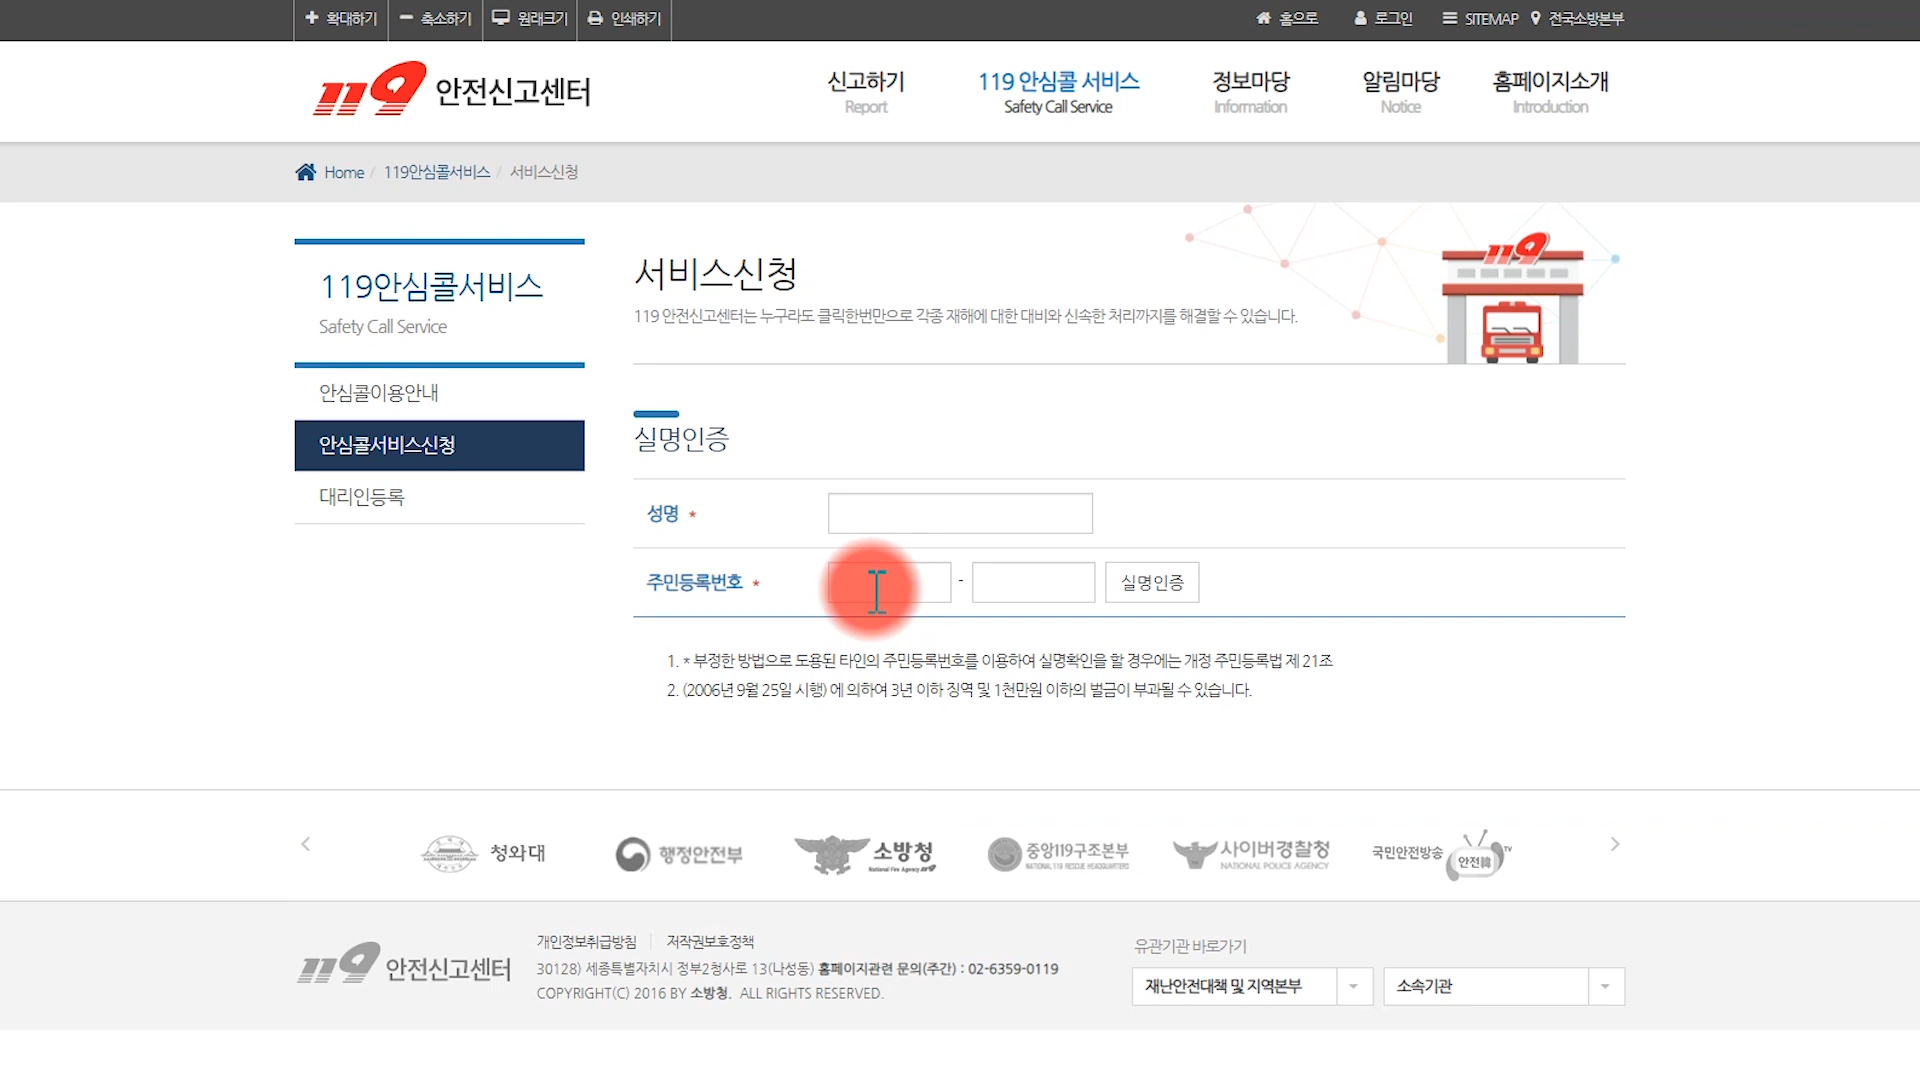 확대하기 축소하기 원래크기 인쇄하기 홈으로 로그인 SITEMAP 전국소방본부
119 안전신고센터
신고하기 119 안심콜 서비스 정보마당 알림마당 홈페이지소개
Report Safety Call Service Information Notice Introduction
Home / 119안심콜서비스 / 서비스신청
119안심콜서비스
Safety Call Service
안심콜이용안내
안심콜서비스신청
대리인등록
서비스신청
119 안전신고센터는 누구라도 클릭한번만으로 각종 재해에 대한 대비와 신속한 처리까지를 해결할 수 있습니다.
119
실명인증
성명 *
주민등록번호 * - 실명인증
1. * 부정한 방법으로 도용된 타인의 주민등록번호를 이용하여 실명확인을 할 경우에는 개정 주민등록법 제 21조
2. (2006년 9월 25일 시행) 에 의하여 3년 이하 징역 및 1천만원 이하의 벌금이 부과될 수 있습니다.
청와대 행정안전부 소방청 중앙119구조본부 사이버경찰청 국민안전방송 안전韓TV
National Fire Agency 119 NATIONAL 119 RESCUE HEADQUARTERS NATIONAL POLICE AGENCY
119 안전신고센터
개인정보취급방침 저작권보호정책
30128) 세종특별자치시 정부2청사로 13(나성동) 홈페이지관련 문의(주간) : 02-6359-0119
COPYRIGHT(C) 2016 BY 소방청. ALL RIGHTS RESERVED.
유관기관 바로가기
재난안전대책 및 지역본부 소속기관